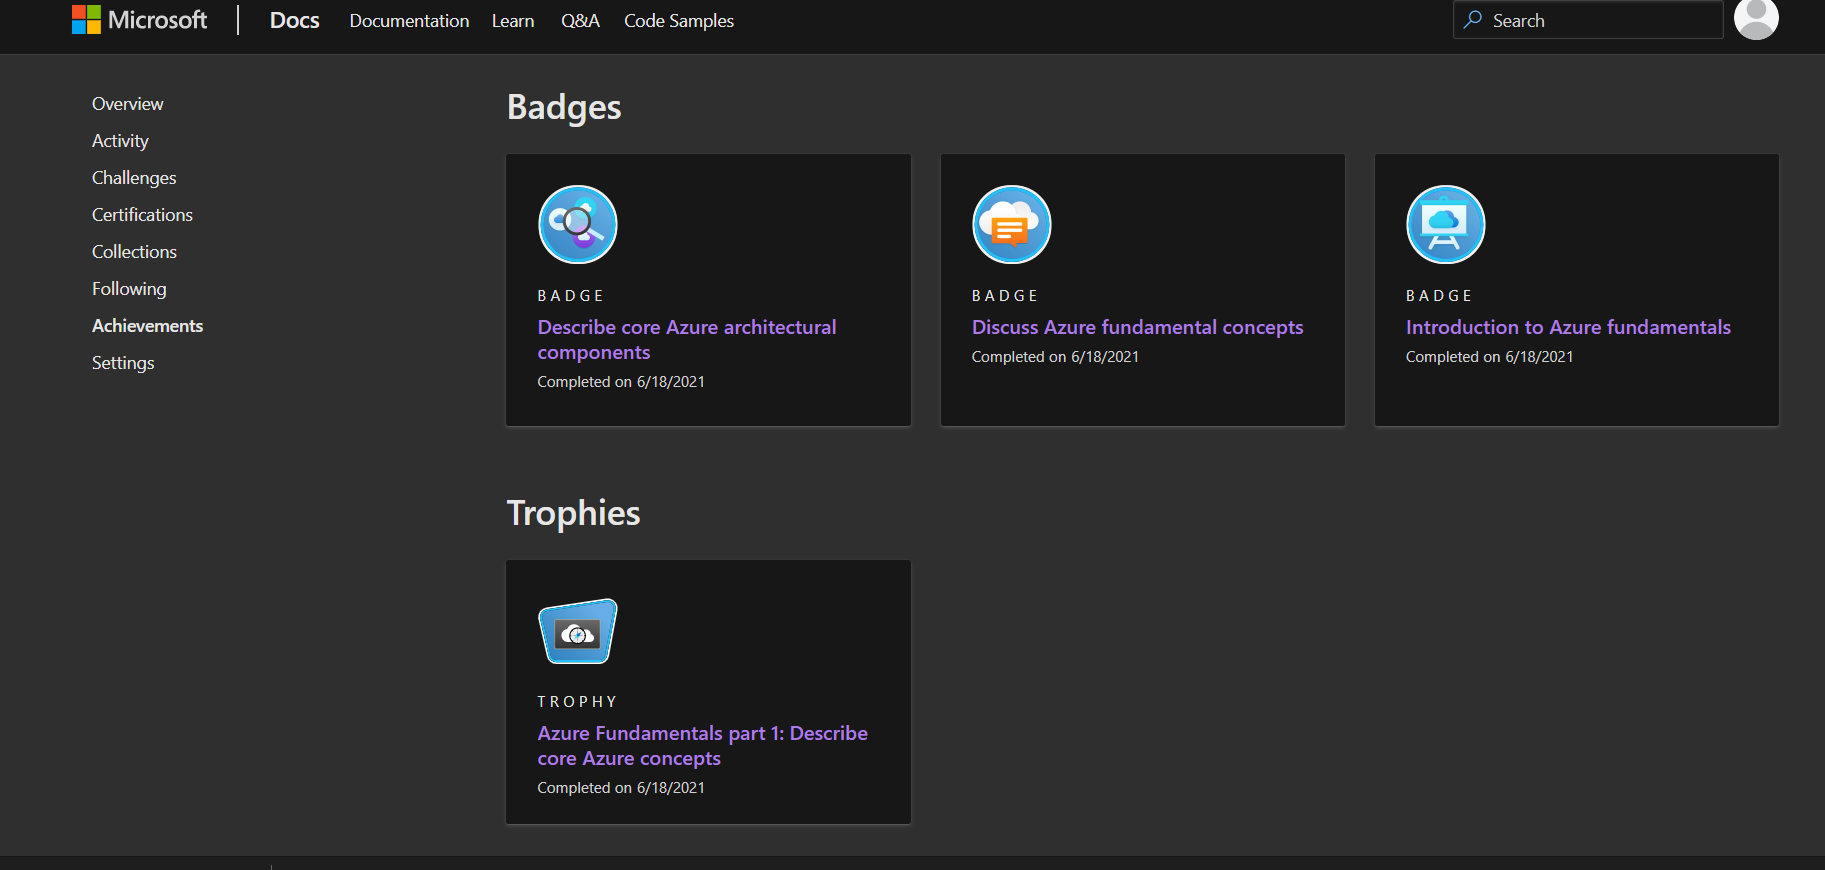 Microsoft
Docs
Documentation
Learn
Q&A
Code Samples
Search
Overview
Activity
Challenges
Certifications
Collections
Following
Achievements
Settings
Badges
BADGE
Describe core Azure architectural
components
Completed on 6/18/2021
BADGE
Discuss Azure fundamental concepts
Completed on 6/18/2021
BADGE
Introduction to Azure fundamentals
Completed on 6/18/2021
Trophies
TROPHY
Azure Fundamentals part 1: Describe
core Azure concepts
Completed on 6/18/2021